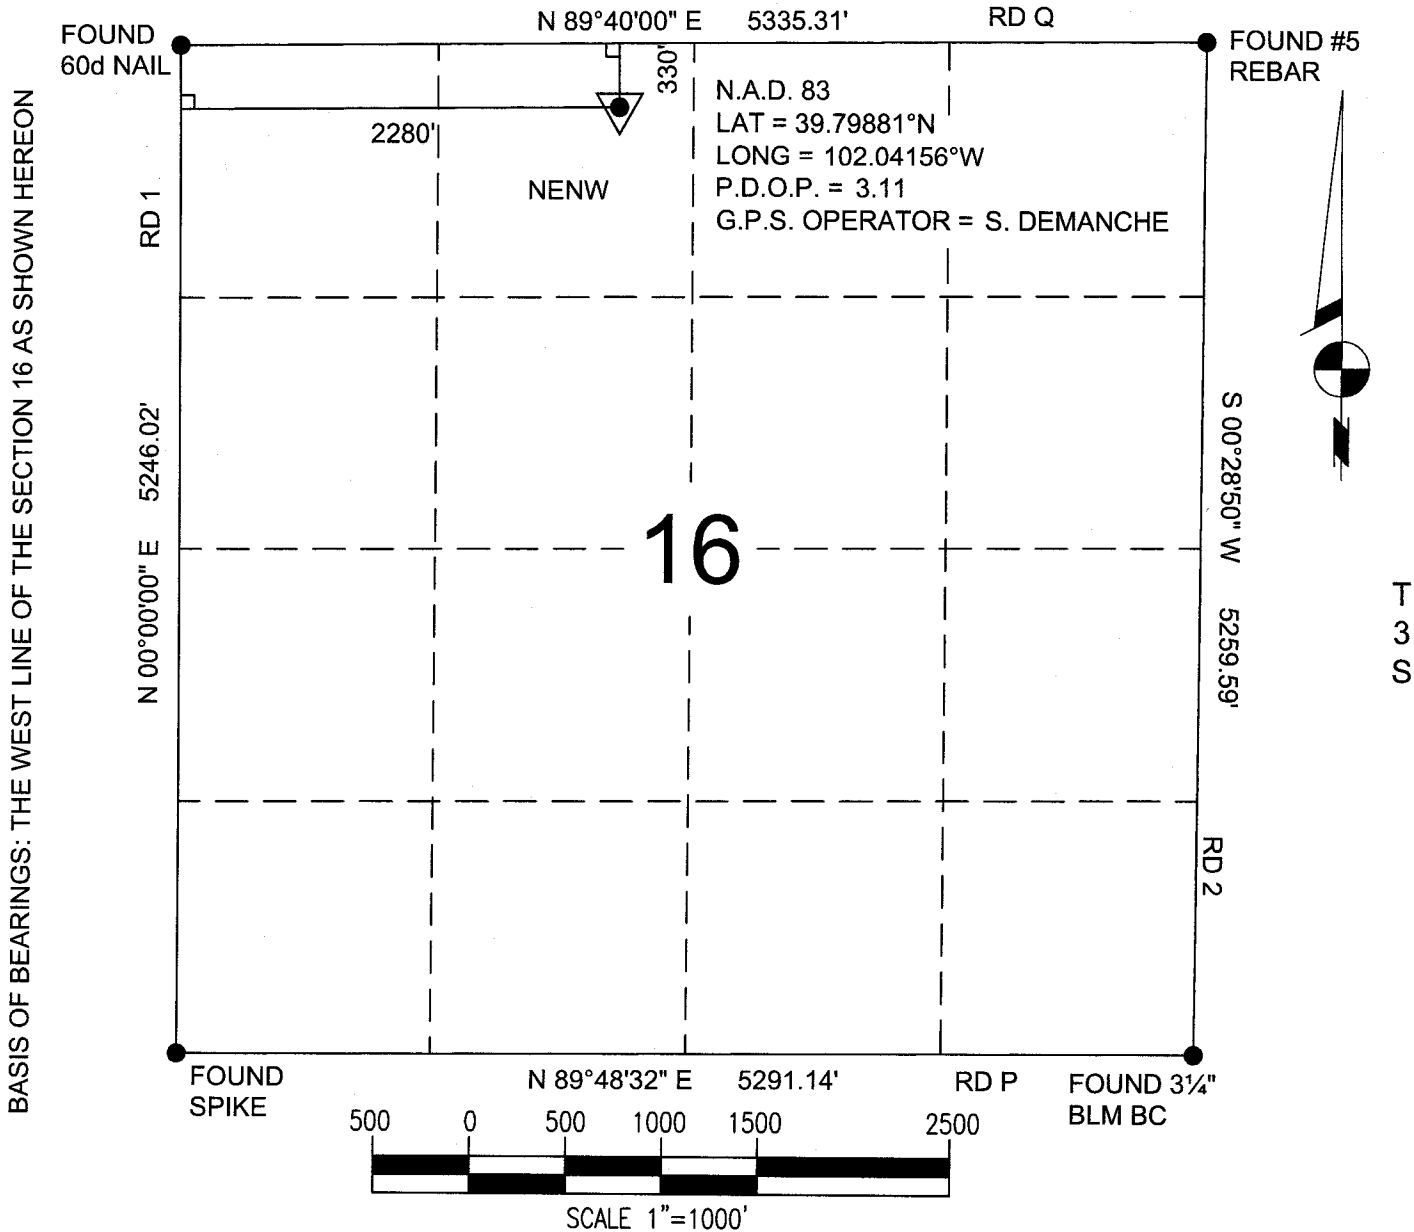 N 89°40'00" E 5335.31' RD Q
FOUND
60d NAIL
FOUND #5
REBAR
330'
2280'
N.A.D. 83
LAT = 39.79881°N
LONG = 102.04156°W
P.D.O.P. = 3.11
G.P.S. OPERATOR = S. DEMANCHE
NENW
RD 1
BASIS OF BEARINGS: THE WEST LINE OF THE SECTION 16 AS SHOWN HEREON
N 00°00'00" E 5246.02'
16
S 00°28'50" W 5259.59'
T
3
S
RD 2
FOUND
SPIKE
N 89°48'32" E 5291.14' RD P
FOUND 3¼"
BLM BC
500 0 500 1000 1500 2500
SCALE 1"=1000'